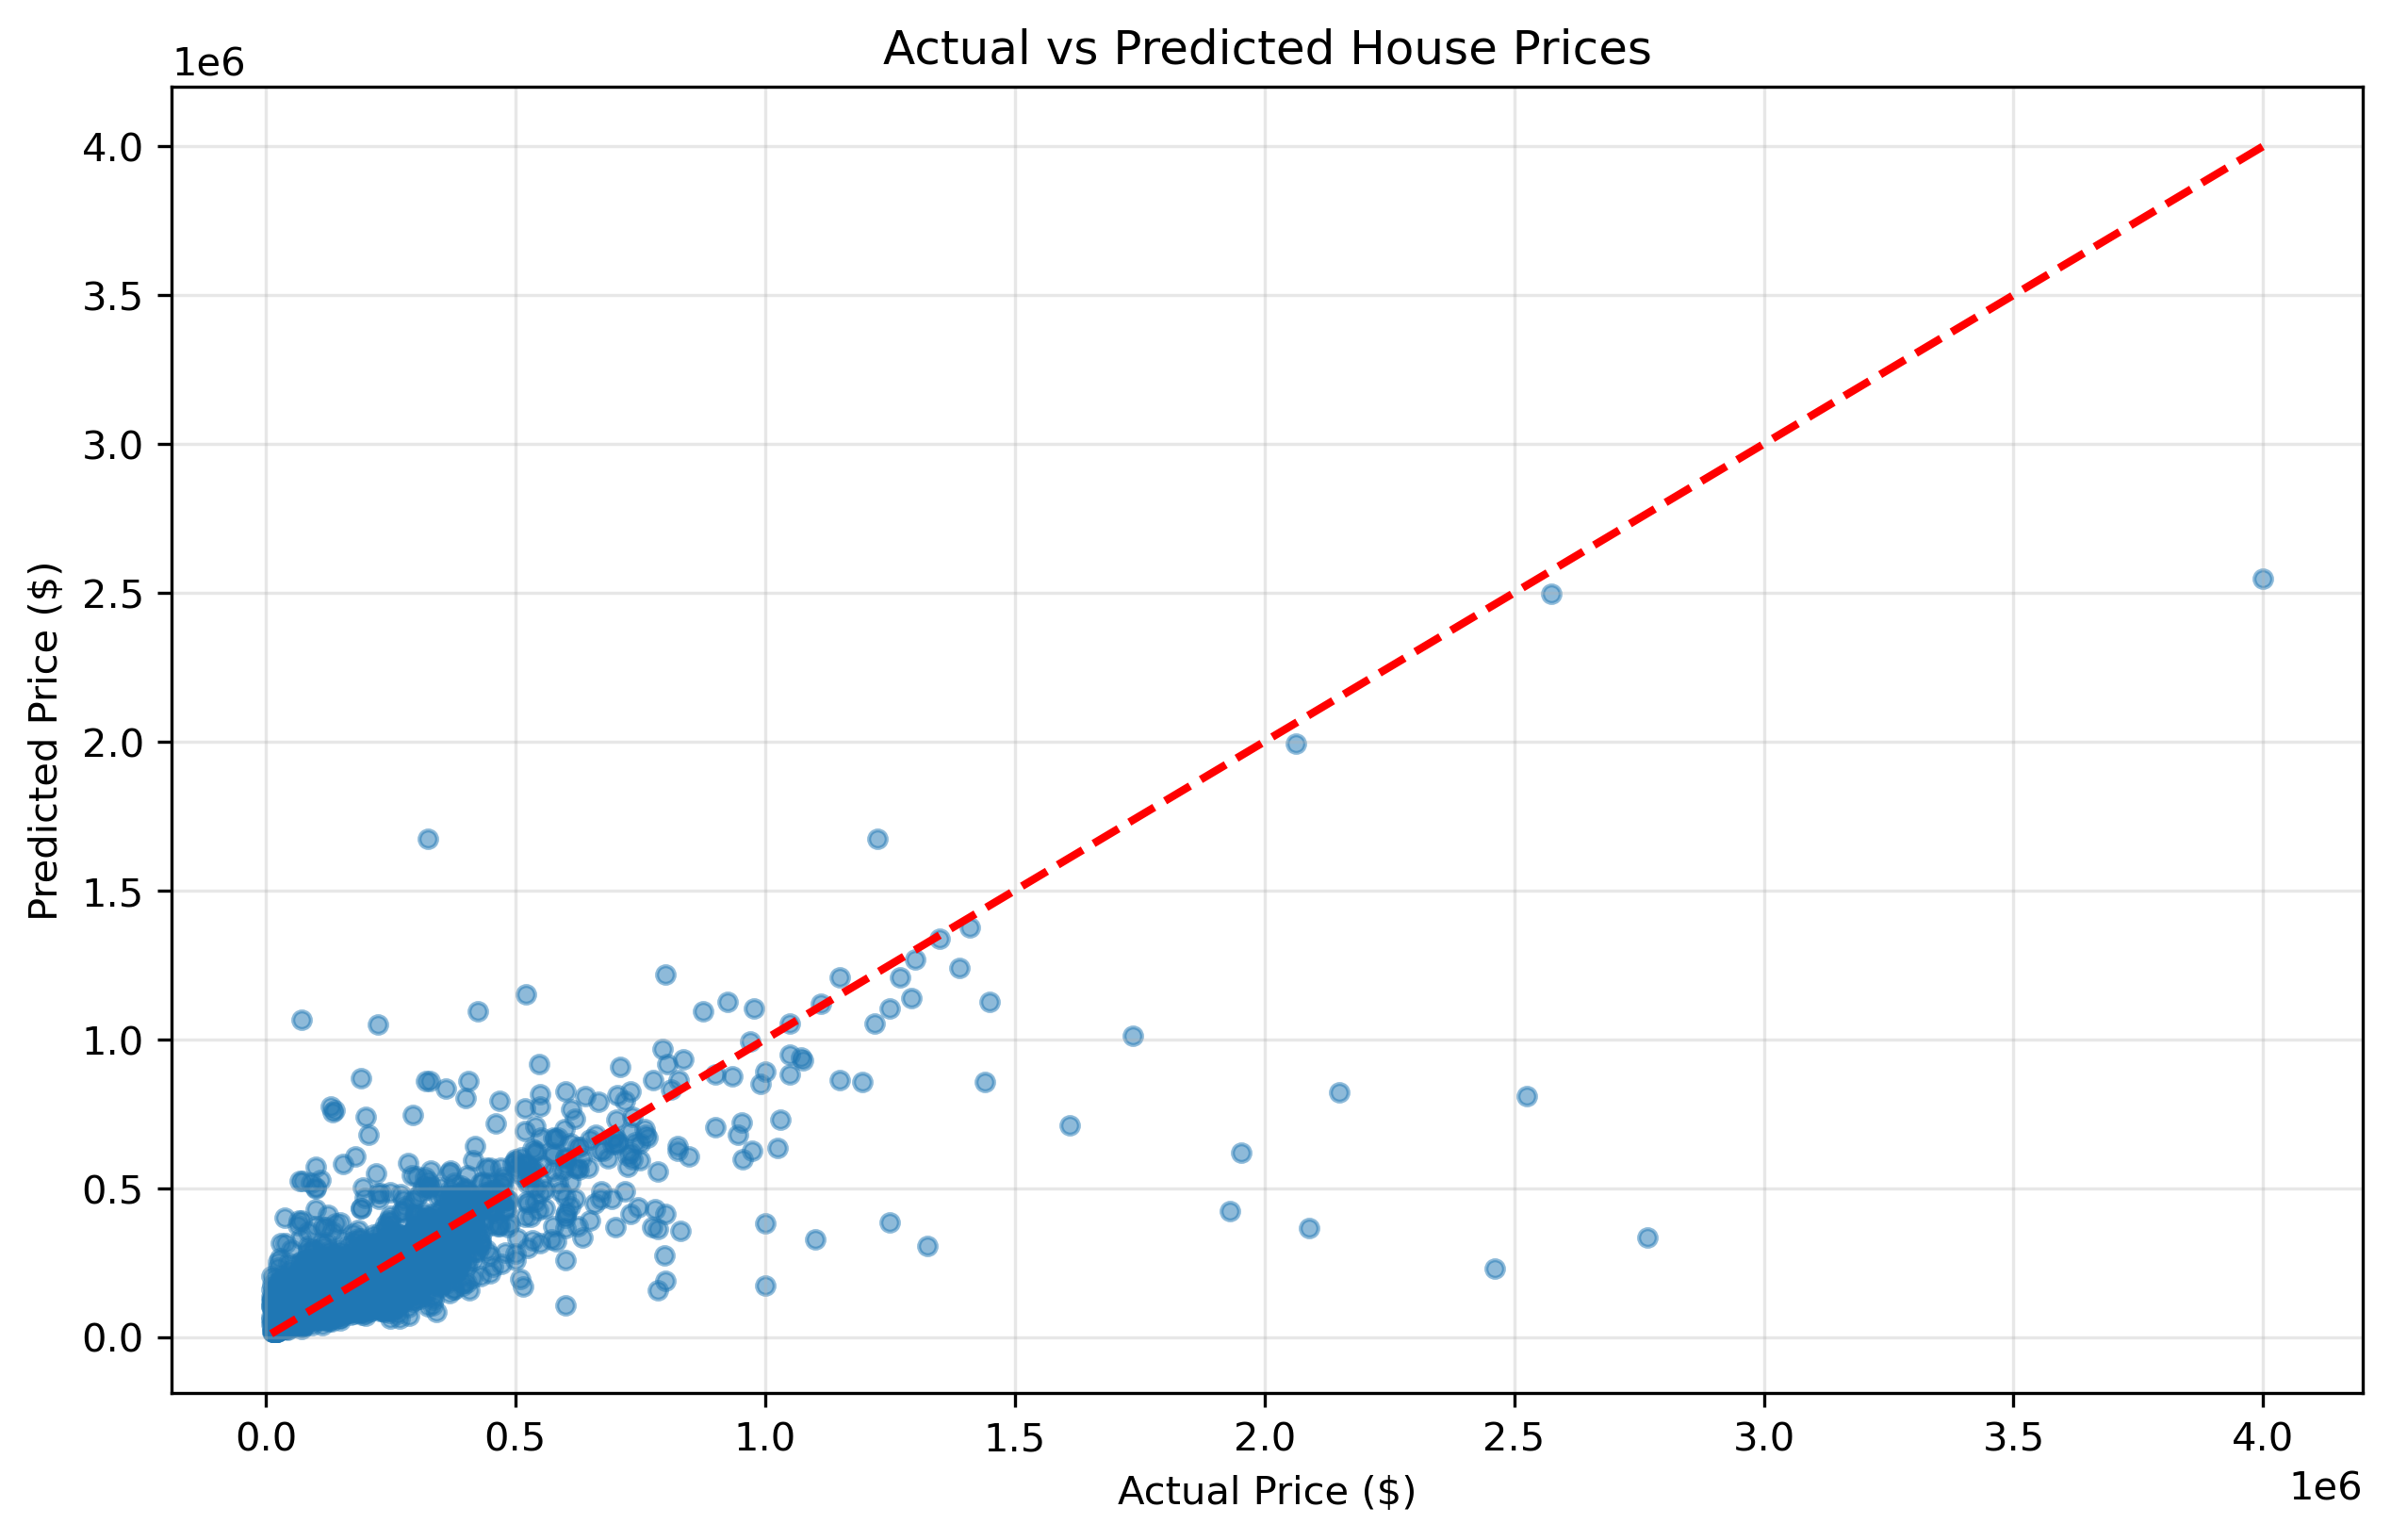 Actual vs Predicted House Prices
1e6
4.0
3.5
3.0
2.5
2.0
1.5
1.0
0.5
0.0
Predicted Price ($)
0.0 0.5 1.0 1.5 2.0 2.5 3.0 3.5 4.0
1e6
Actual Price ($)